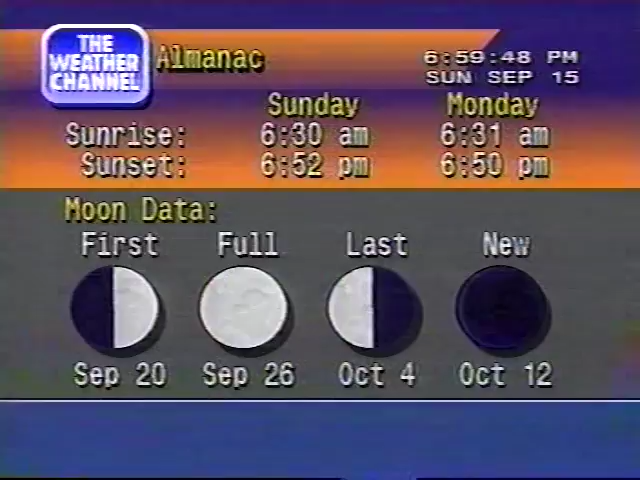 THE WEATHER CHANNEL
Almanac
6:59:48 PM
SUN SEP 15
Sunday Monday
Sunrise: 6:30 am 6:31 am
Sunset: 6:52 pm 6:50 pm
Moon Data:
First Full Last New
Sep 20 Sep 26 Oct 4 Oct 12